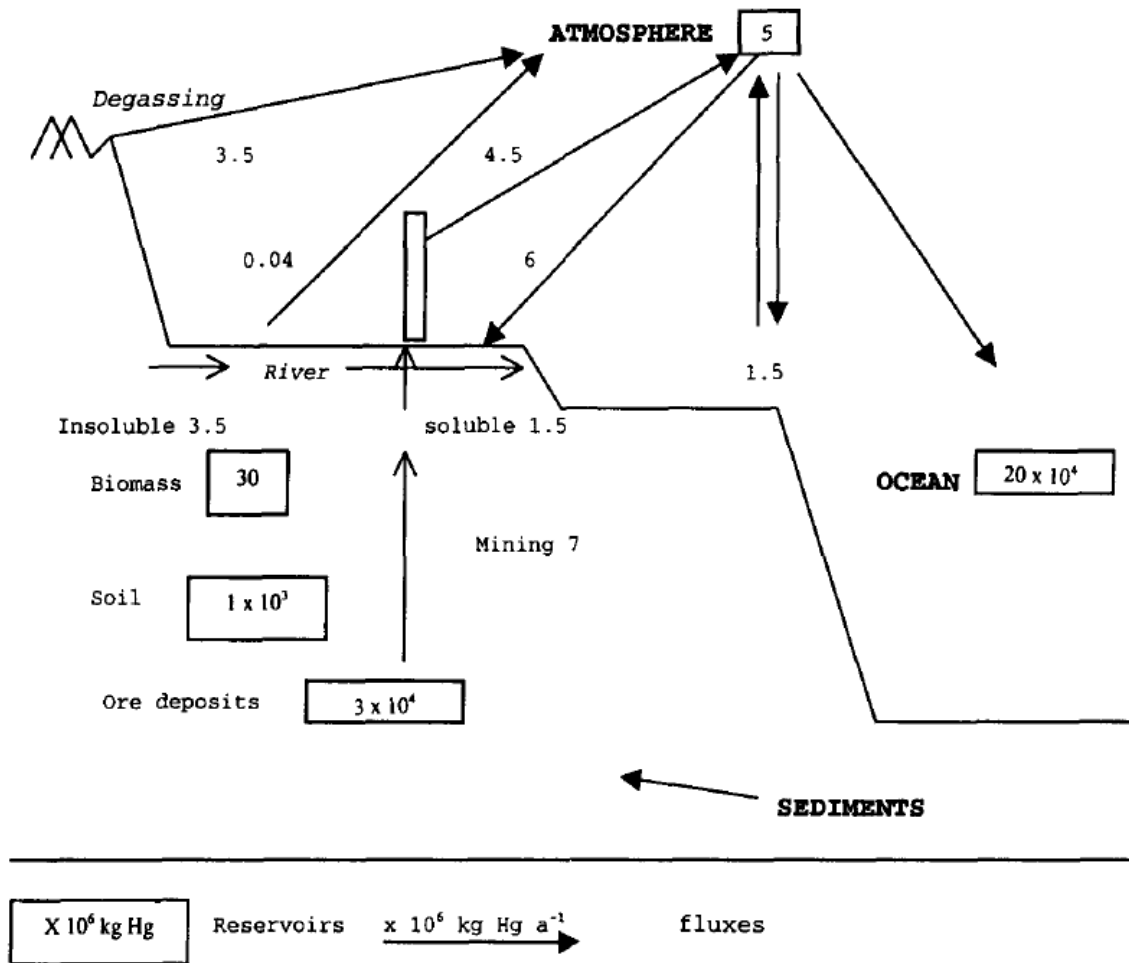 ATMOSPHERE 5
Degassing
3.5 4.5
0.04 6
River 1.5
Insoluble 3.5 soluble 1.5
Biomass 30 OCEAN 20 x 10⁴
Mining 7
Soil 1 x 10³
Ore deposits 3 x 10⁴
SEDIMENTS
X 10⁶ kg Hg Reservoirs x 10⁶ kg Hg a⁻¹ fluxes